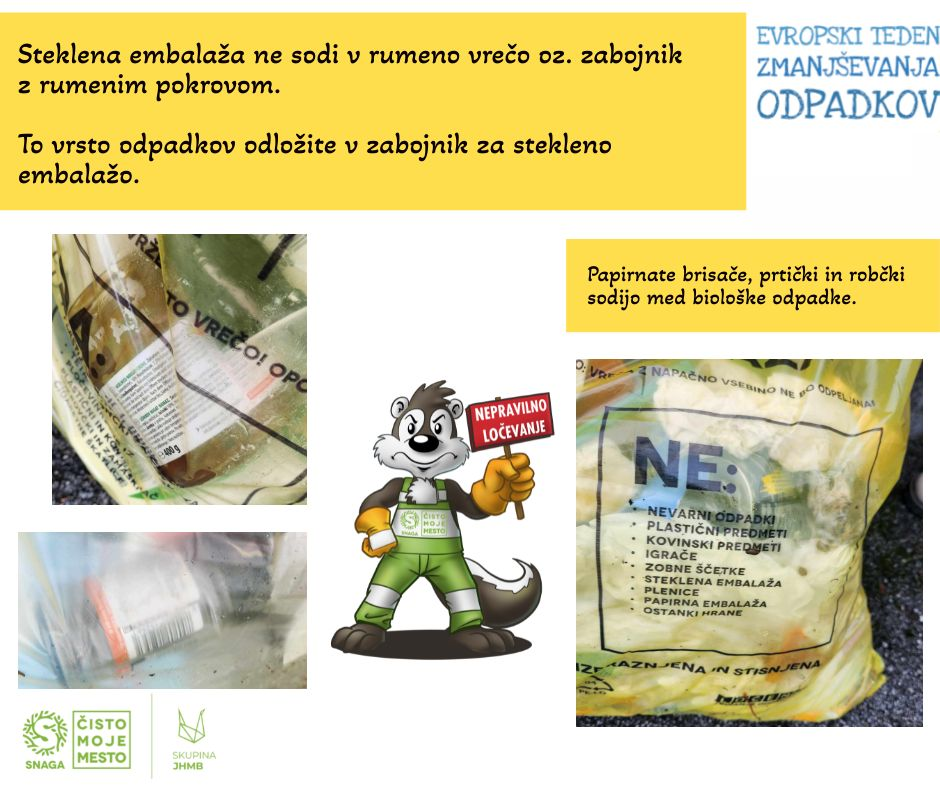 Steklena embalaža ne sodi v rumeno vrečo oz. zabojnik
z rumenim pokrovom.
To vrsto odpadkov odložite v zabojnik za stekleno
embalažo.
EVROPSKI TEDEN
ZMANJŠEVANJA
ODPADKOV
Papirnate brisače, prtički in robčki
sodijo med biološke odpadke.
TO VREČO! OPO
400 g
NEPRAVILNO
LOČEVANJE
SNAGA
ČISTO
MOJE
MESTO
NAPAČNO VSEBINO NE BO ODPELJANA!
NE:
• NEVARNI ODPADKI
• PLASTIČNI PREDMETI
• KOVINSKI PREDMETI
• IGRAČE
• ZOBNE ŠČETKE
• STEKLENA EMBALAŽA
• PLENICE
• PAPIRNA EMBALAŽA
• OSTANKI HRANE
IZPRAZNJENA IN STISNJENA
SNAGA
ČISTO
MOJE
MESTO
SKUPINA
JHMB